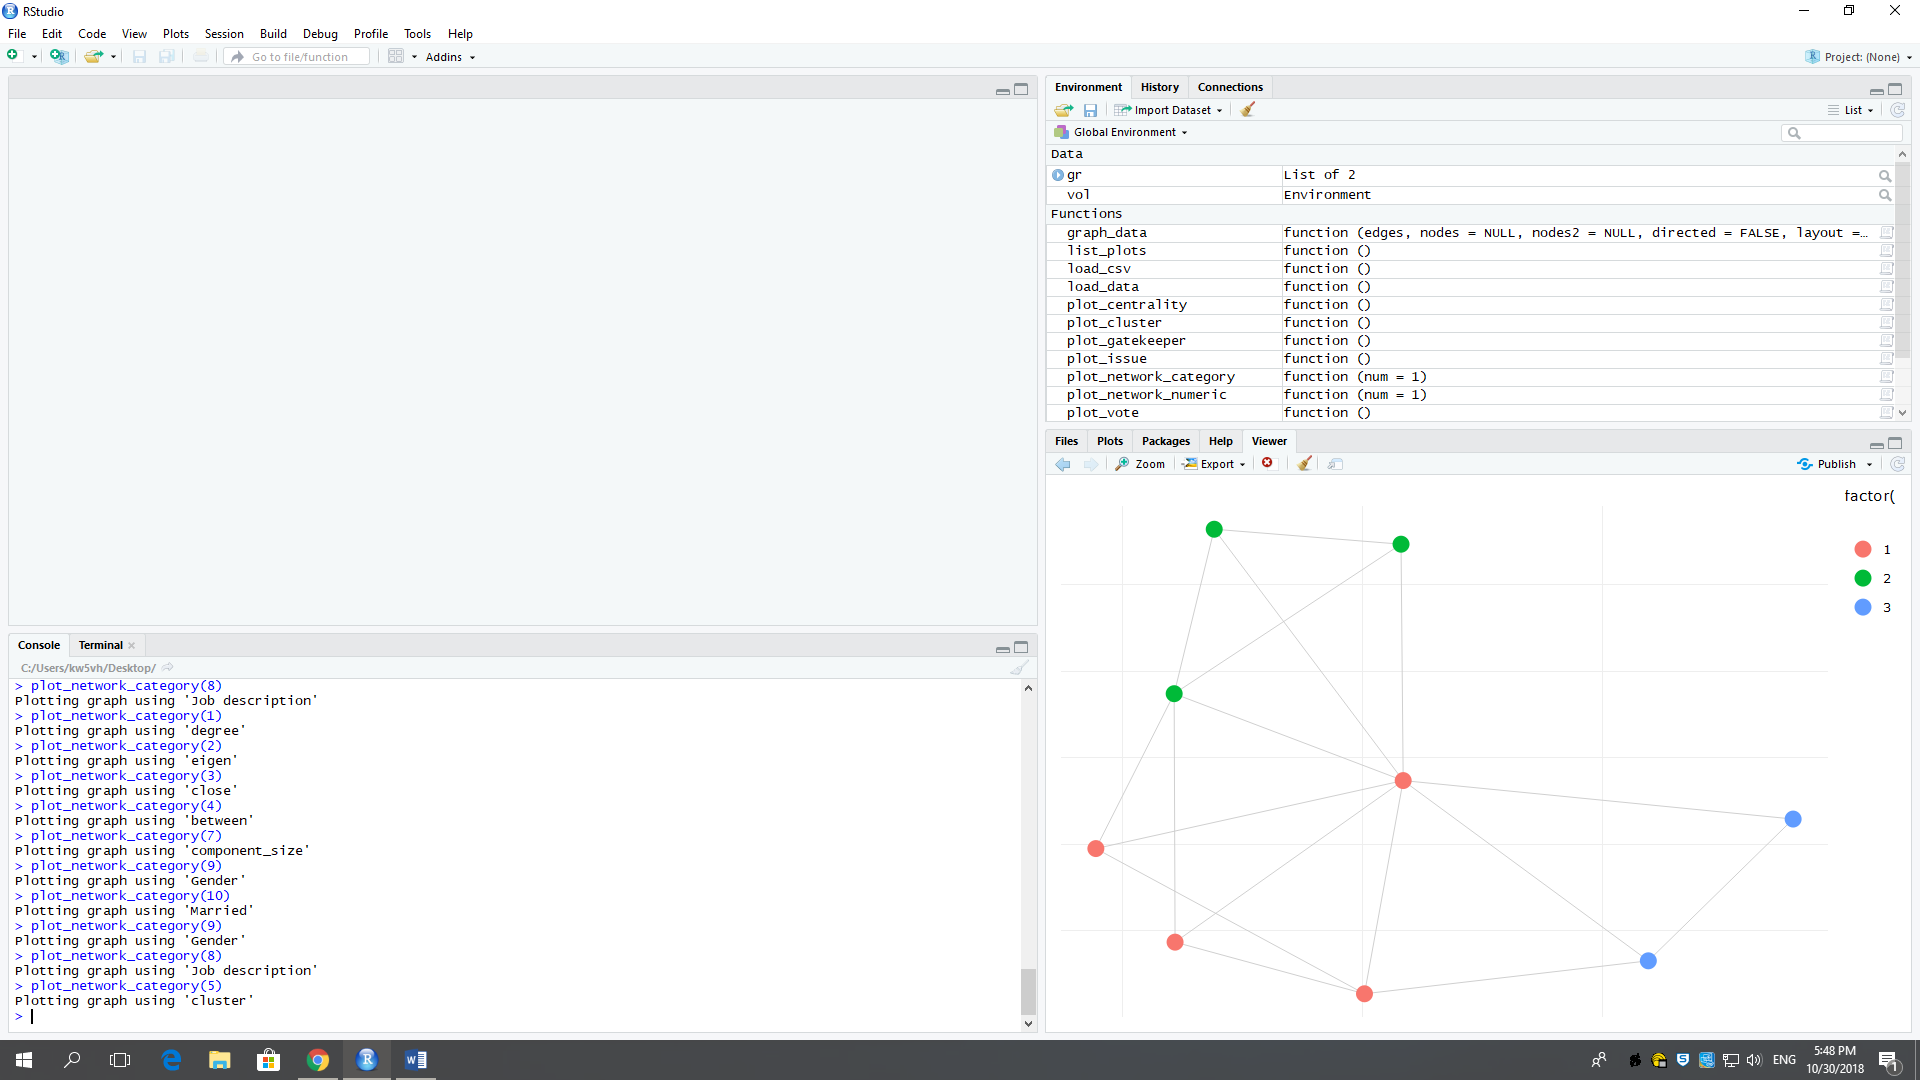 RStudio
File Edit Code View Plots Session Build Debug Profile Tools Help
Go to file/function Addins Project: (None)
Environment History Connections
Import Dataset List
Global Environment
Data
gr List of 2
vol Environment
Functions
graph_data function (edges, nodes = NULL, nodes2 = NULL, directed = FALSE, layout =…
list_plots function ()
load_csv function ()
load_data function ()
plot_centrality function ()
plot_cluster function ()
plot_gatekeeper function ()
plot_issue function ()
plot_network_category function (num = 1)
plot_network_numeric function (num = 1)
plot_vote function ()
Files Plots Packages Help Viewer
Zoom Export Publish
factor(
1
2
3
Console Terminal
C:/Users/kw5vh/Desktop/
> plot_network_category(8)
Plotting graph using 'Job description'
> plot_network_category(1)
Plotting graph using 'degree'
> plot_network_category(2)
Plotting graph using 'eigen'
> plot_network_category(3)
Plotting graph using 'close'
> plot_network_category(4)
Plotting graph using 'between'
> plot_network_category(7)
Plotting graph using 'component_size'
> plot_network_category(9)
Plotting graph using 'Gender'
> plot_network_category(10)
Plotting graph using 'Married'
> plot_network_category(9)
Plotting graph using 'Gender'
> plot_network_category(8)
Plotting graph using 'Job description'
> plot_network_category(5)
Plotting graph using 'cluster'
>
ENG
5:48 PM
10/30/2018
1